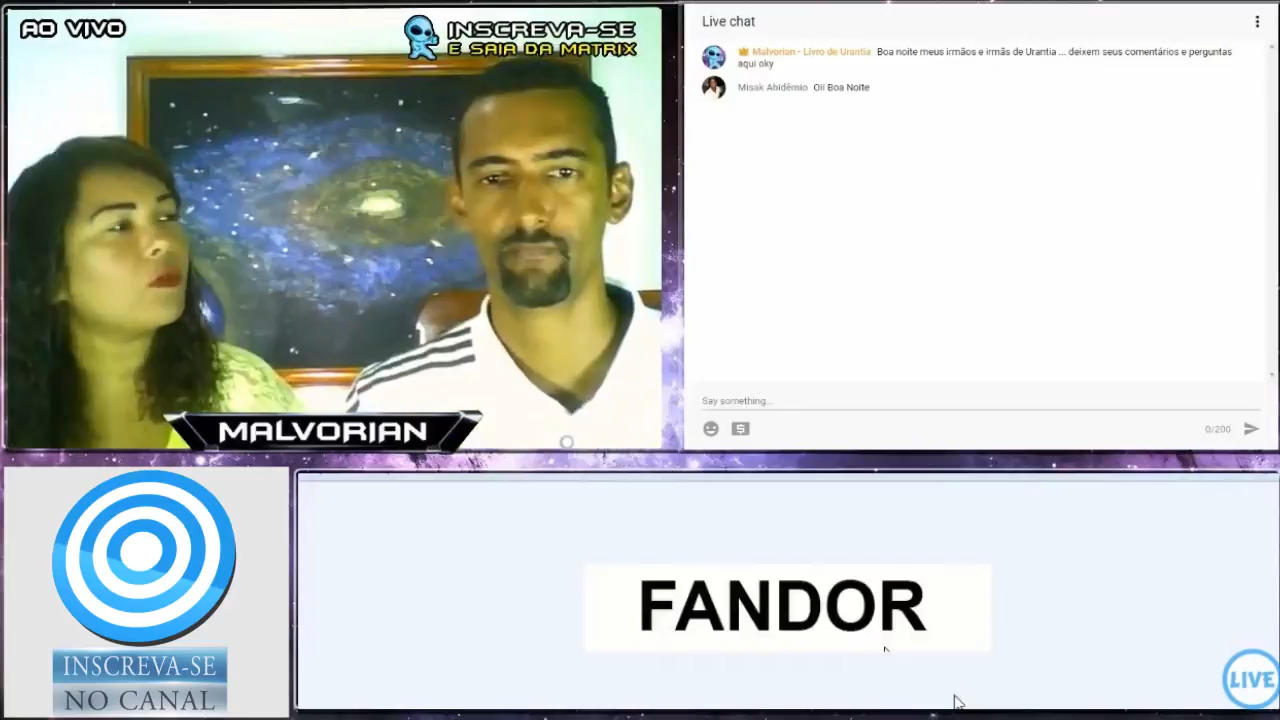 AO VIVO
INSCREVA-SE
E SAIA DA MATRIX
MALVORIAN
Live chat
Malvorian - Livro de Urantia Boa noite meus irmãos e irmãs de Urantia ... deixem seus comentários e perguntas
aqui oky
Misak Abidêmio Oii Boa Noite
Say something...
0/200
INSCREVA-SE
NO CANAL
FANDOR
LIVE